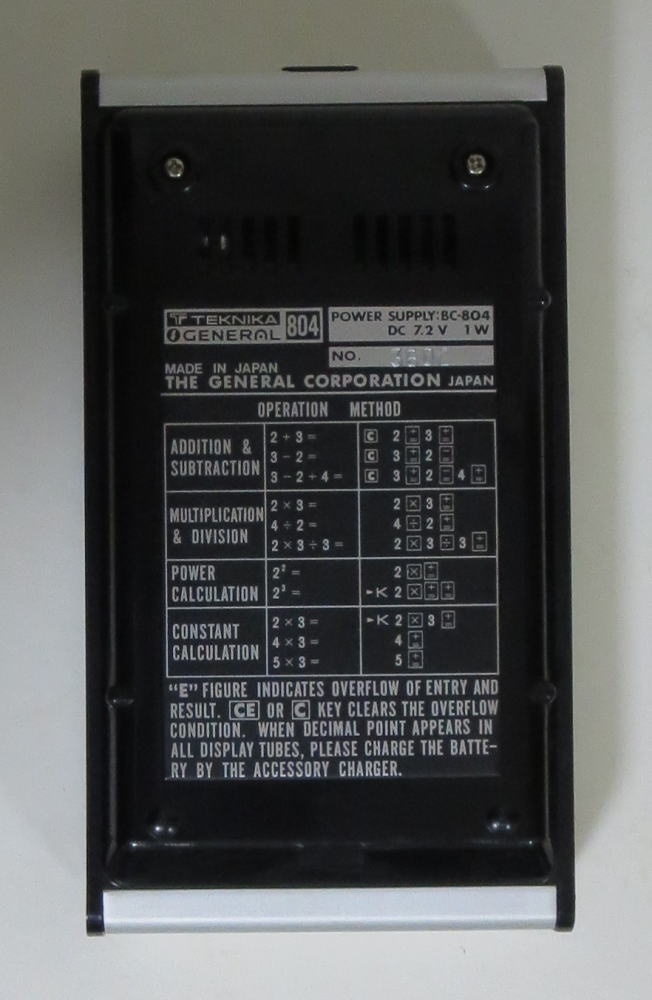 TEKNIKA
GENERAL 804
POWER SUPPLY:BC-804
DC 7.2 V 1 W
NO.
MADE IN JAPAN
THE GENERAL CORPORATION JAPAN
OPERATION METHOD
ADDITION & SUBTRACTION
2 + 3 = C 2 ± 3 ±
3 - 2 = C 3 ± 2 =
3 - 2 + 4 = C 3 ± 2 = 4 ±
MULTIPLICATION & DIVISION
2 × 3 = 2 × 3 ±
4 ÷ 2 = 4 ÷ 2 ±
2 × 3 ÷ 3 = 2 × 3 ÷ 3 ±
POWER CALCULATION
2² = 2 × ±
2³ = ►K 2 × ± ±
CONSTANT CALCULATION
2 × 3 = ►K 2 × 3 ±
4 × 3 = 4 ±
5 × 3 = 5 ±
"E" FIGURE INDICATES OVERFLOW OF ENTRY AND
RESULT. CE OR C KEY CLEARS THE OVERFLOW
CONDITION. WHEN DECIMAL POINT APPEARS IN
ALL DISPLAY TUBES, PLEASE CHARGE THE BATTE-
RY BY THE ACCESSORY CHARGER.